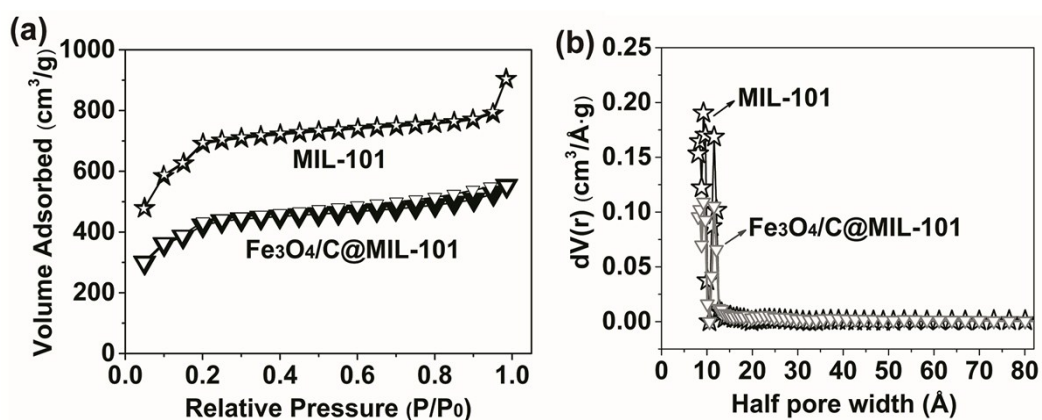 (a)
1000
800
600
400
200
0
Volume Adsorbed (cm³/g)
MIL-101
Fe₃O₄/C@MIL-101
0.0 0.2 0.4 0.6 0.8 1.0
Relative Pressure (P/P₀)
(b)
0.25
0.20
0.15
0.10
0.05
0.00
dV(r) (cm³/Å·g)
MIL-101
Fe₃O₄/C@MIL-101
0 10 20 30 40 50 60 70 80
Half pore width (Å)